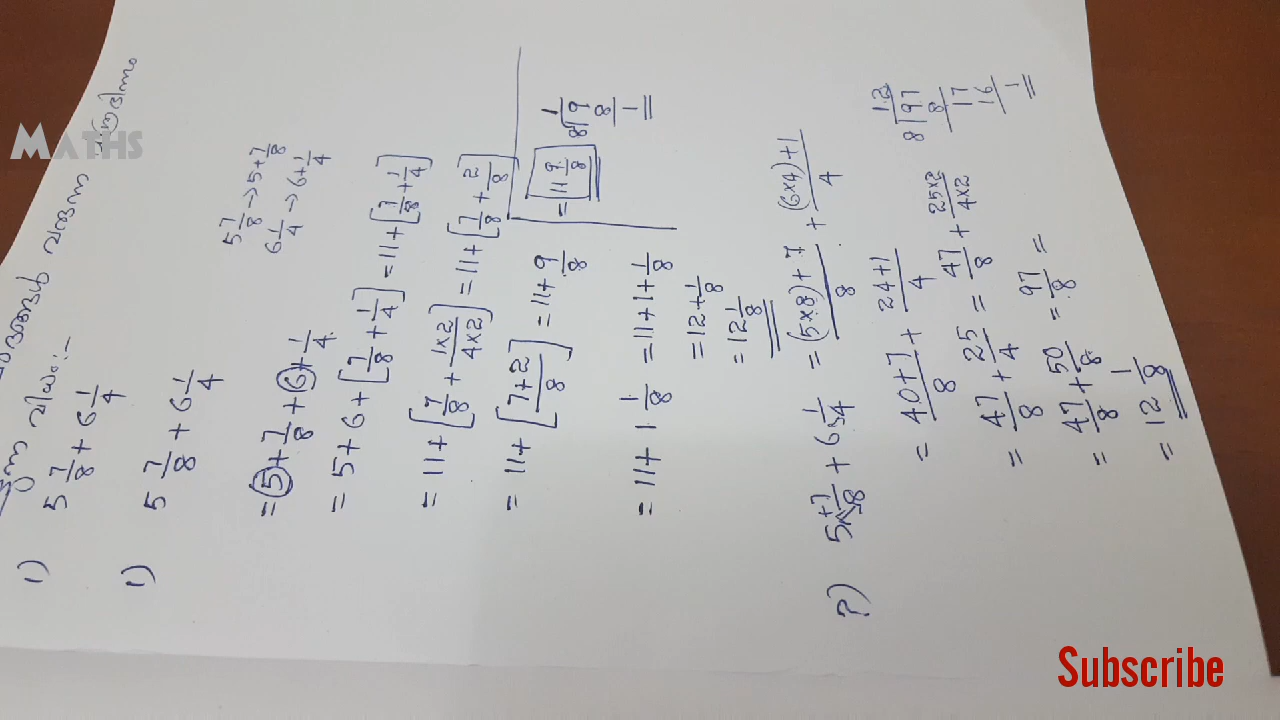 MATHS
വിധം:-
1) 5 7/8 + 6 1/4
1) 5 7/8 + 6 1/4
5 7/8 → 5 + 7/8
6 1/4 → 6 + 1/4
= 5 + 7/8 + 6 + 1/4
= 5 + 6 + [7/8 + 1/4] = 11 + [7/8 + 1/4]
= 11 + [7/8 + 1×2/4×2] = 11 + [7/8 + 2/8]
= 11 + [7+2/8] = 11 + 9/8
= 11 9/8
8)9(1
8
1
= 11 + 1 1/8 = 11 + 1 + 1/8
= 12 + 1/8
= 12 1/8
?) 5 +7/×8 + 6 1/4 = (5×8)+7/8 + (6×4)+1/4
= 40+7/8 + 24+1/4
= 47/8 + 25/4 = 47/8 + 25×2/4×2
= 47/8 + 50/8 = 97/8 =
= 12 1/8
12
8)97
8
17
16
1
Subscribe